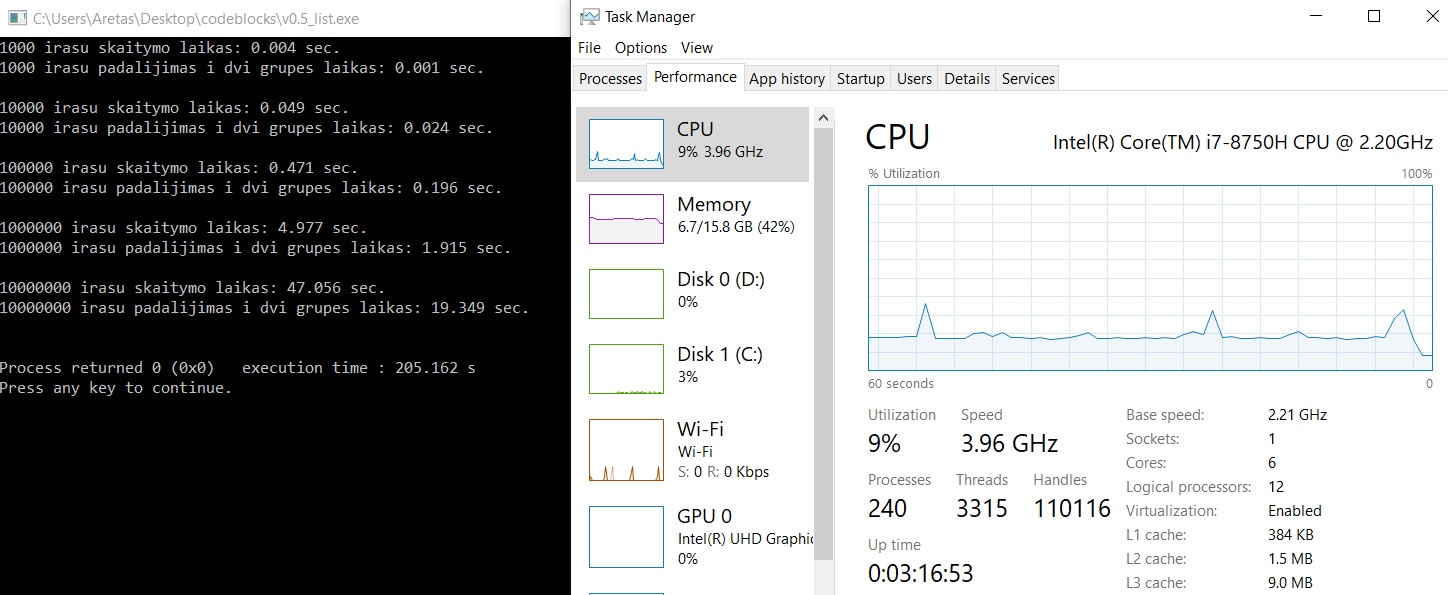 C:\Users\Aretas\Desktop\codeblocks\v0.5_list.exe
1000 irasu skaitymo laikas: 0.004 sec.
1000 irasu padalijimas i dvi grupes laikas: 0.001 sec.
10000 irasu skaitymo laikas: 0.049 sec.
10000 irasu padalijimas i dvi grupes laikas: 0.024 sec.
100000 irasu skaitymo laikas: 0.471 sec.
100000 irasu padalijimas i dvi grupes laikas: 0.196 sec.
1000000 irasu skaitymo laikas: 4.977 sec.
1000000 irasu padalijimas i dvi grupes laikas: 1.915 sec.
10000000 irasu skaitymo laikas: 47.056 sec.
10000000 irasu padalijimas i dvi grupes laikas: 19.349 sec.
Process returned 0 (0x0)   execution time : 205.162 s
Press any key to continue.
Task Manager
File Options View
Processes Performance App history Startup Users Details Services
CPU
9% 3.96 GHz
Memory
6.7/15.8 GB (42%)
Disk 0 (D:)
0%
Disk 1 (C:)
3%
Wi-Fi
Wi-Fi
S: 0 R: 0 Kbps
GPU 0
Intel(R) UHD Graphic
0%
CPU
Intel(R) Core(TM) i7-8750H CPU @ 2.20GHz
% Utilization 100%
60 seconds 0
Utilization Speed
9% 3.96 GHz
Processes Threads Handles
240 3315 110116
Up time
0:03:16:53
Base speed: 2.21 GHz
Sockets: 1
Cores: 6
Logical processors: 12
Virtualization: Enabled
L1 cache: 384 KB
L2 cache: 1.5 MB
L3 cache: 9.0 MB